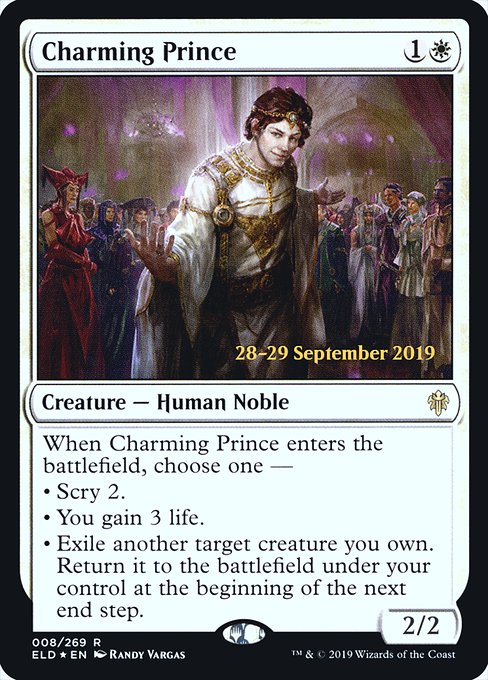 Charming Prince 1
28–29 September 2019
Creature — Human Noble
When Charming Prince enters the
battlefield, choose one —
• Scry 2.
• You gain 3 life.
• Exile another target creature you own.
Return it to the battlefield under your
control at the beginning of the next
end step.
2/2
008/269 R
ELD ★ EN Randy Vargas
™ & © 2019 Wizards of the Coast